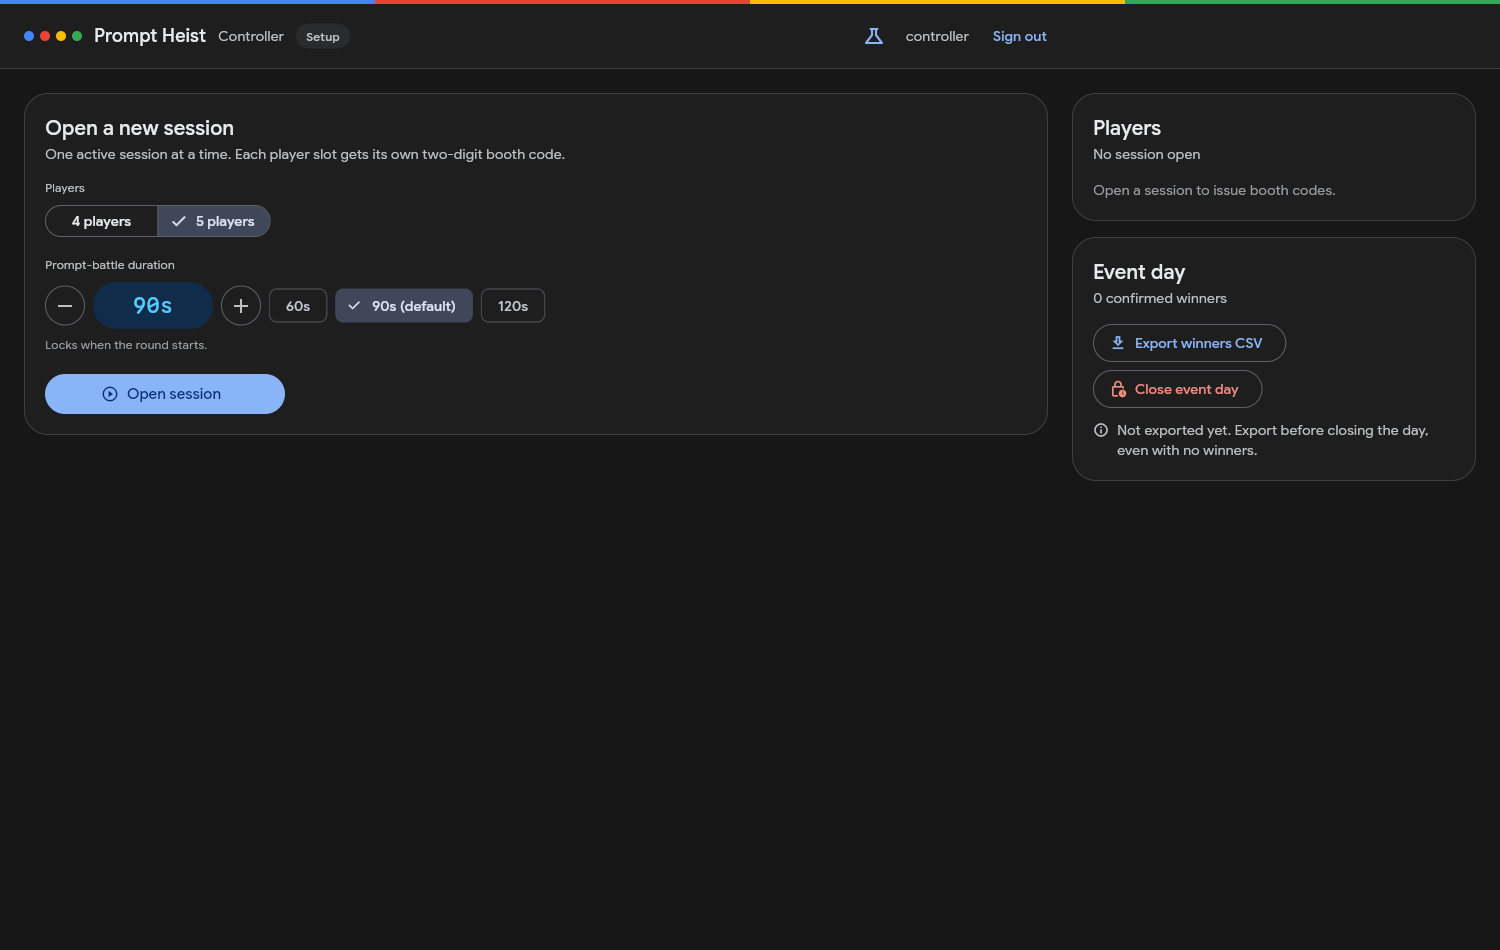 Prompt Heist Controller Setup controller Sign out
Open a new session
One active session at a time. Each player slot gets its own two-digit booth code.
Players
4 players 5 players
Prompt-battle duration
90s 60s 90s (default) 120s
Locks when the round starts.
Open session
Players
No session open
Open a session to issue booth codes.
Event day
0 confirmed winners
Export winners CSV
Close event day
Not exported yet. Export before closing the day,
even with no winners.